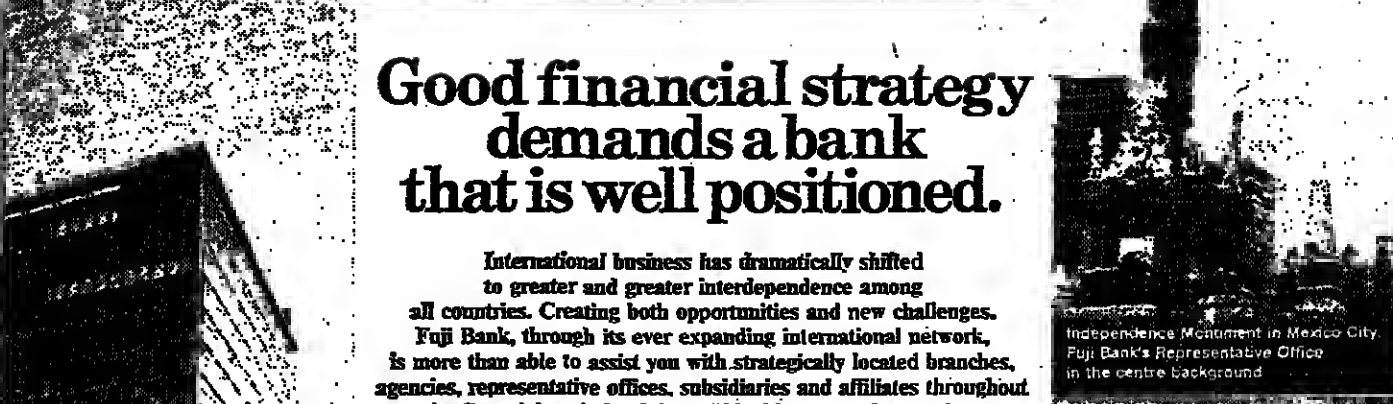 Good financial strategy
demands a bank
that is well positioned.
International business has dramatically shifted
to greater and greater interdependence among
all countries. Creating both opportunities and new challenges.
Fuji Bank, through its ever expanding international network,
is more than able to assist you with strategically located branches,
agencies, representative offices, subsidiaries and affiliates throughout
Independence Monument in Mexico City.
Fuji Bank's Representative Office
in the centre background